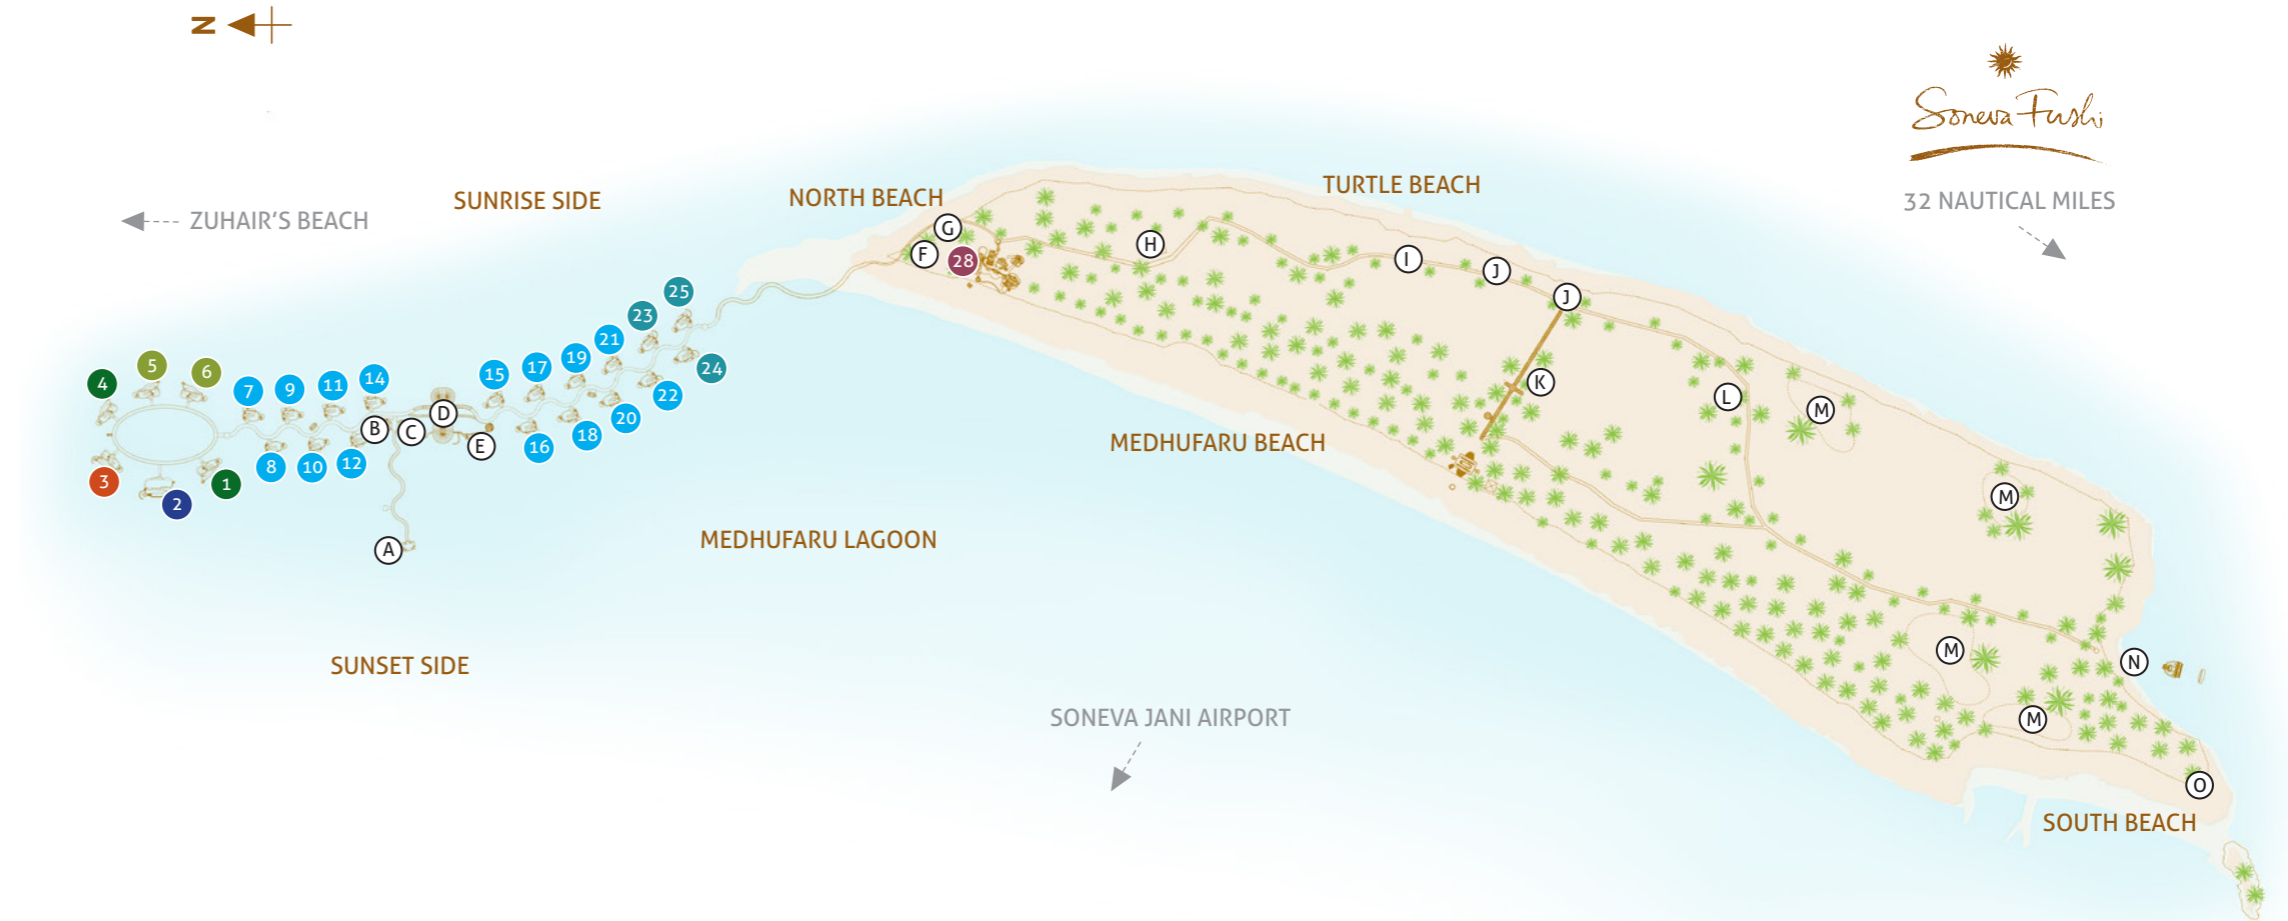 N
Soneva Fushi
32 NAUTICAL MILES
ZUHAIR'S BEACH
SUNRISE SIDE
NORTH BEACH
TURTLE BEACH
G
F
28
H
I
J
J
K
L
M
M
M
M
N
O
25
23
21
19
17
15
24
22
20
18
16
5
6
4
7
9
11
14
3
2
1
8
10
12
B
C
D
E
A
MEDHUFARU BEACH
MEDHUFARU LAGOON
SUNSET SIDE
SONEVA JANI AIRPORT
SOUTH BEACH